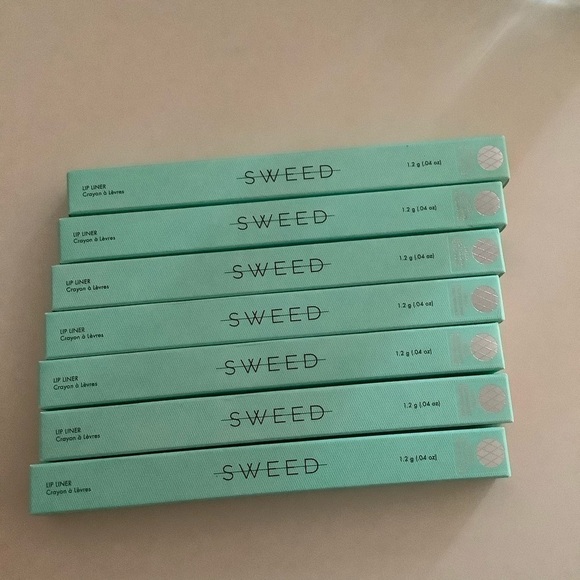 LIP LINER
Crayon à Lèvres
SWEED
1.2 g (.04 oz)
LIP LINER
Crayon à Lèvres
SWEED
1.2 g (.04 oz)
LIP LINER
Crayon à Lèvres
SWEED
1.2 g (.04 oz)
LIP LINER
Crayon à Lèvres
SWEED
1.2 g (.04 oz)
LIP LINER
Crayon à Lèvres
SWEED
1.2 g (.04 oz)
LIP LINER
Crayon à Lèvres
SWEED
1.2 g (.04 oz)
LIP LINER
Crayon à Lèvres
SWEED
1.2 g (.04 oz)